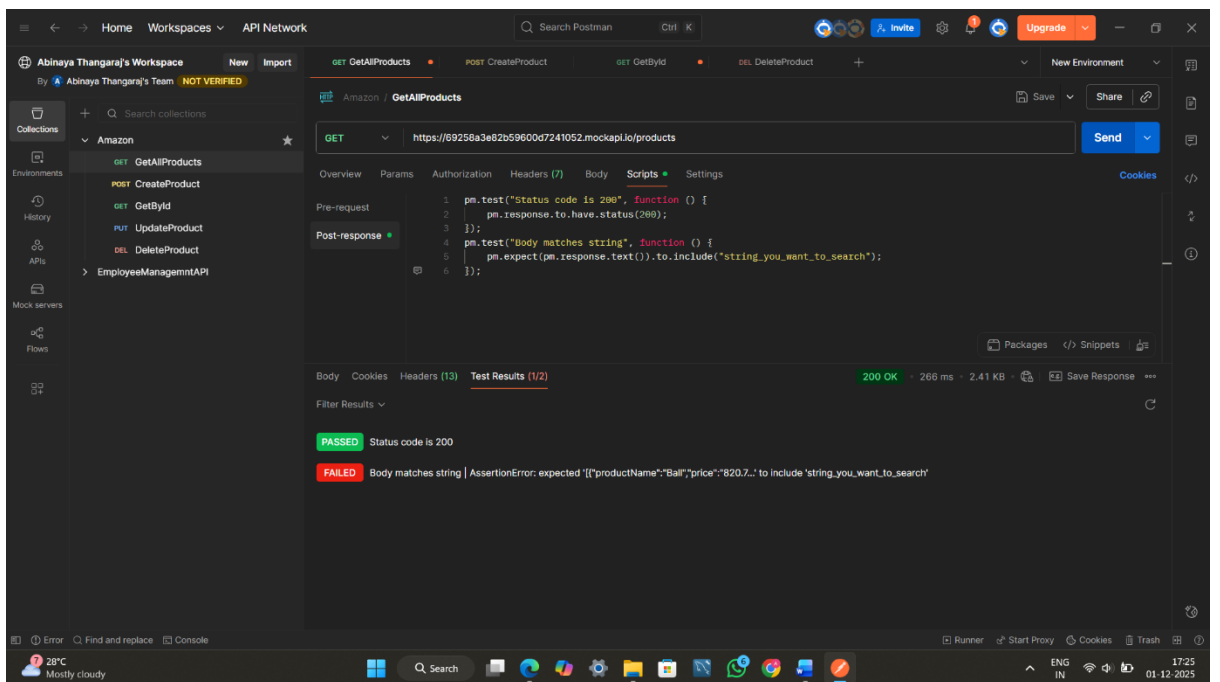 Home Workspaces API Network Search Postman Ctrl K Invite Upgrade
Abinaya Thangaraj's Workspace New Import
By Abinaya Thangaraj's Team NOT VERIFIED
GET GetAllProducts POST CreateProduct GET GetById DEL DeleteProduct New Environment
HTTP Amazon / GetAllProducts Save Share
Collections
Environments
History
APIs
Mock servers
Flows
Search collections
Amazon
GET GetAllProducts
POST CreateProduct
GET GetById
PUT UpdateProduct
DEL DeleteProduct
EmployeeManagemntAPI
GET https://69258a3e82b59600d7241052.mockapi.io/products Send
Overview Params Authorization Headers (7) Body Scripts Settings Cookies
Pre-request
Post-response
1 pm.test("Status code is 200", function () {
2 pm.response.to.have.status(200);
3 });
4 pm.test("Body matches string", function () {
5 pm.expect(pm.response.text()).to.include("string_you_want_to_search");
6 });
Packages </> Snippets
Body Cookies Headers (13) Test Results (1/2) 200 OK 266 ms 2.41 KB Save Response
Filter Results
PASSED Status code is 200
FAILED Body matches string | AssertionError: expected '[{"productName":"Ball","price":"820.7...' to include 'string_you_want_to_search'
Error Find and replace Console Runner Start Proxy Cookies Trash
7 28°C
Mostly cloudy
Search
6
ENG
IN
17:25
01-12-2025